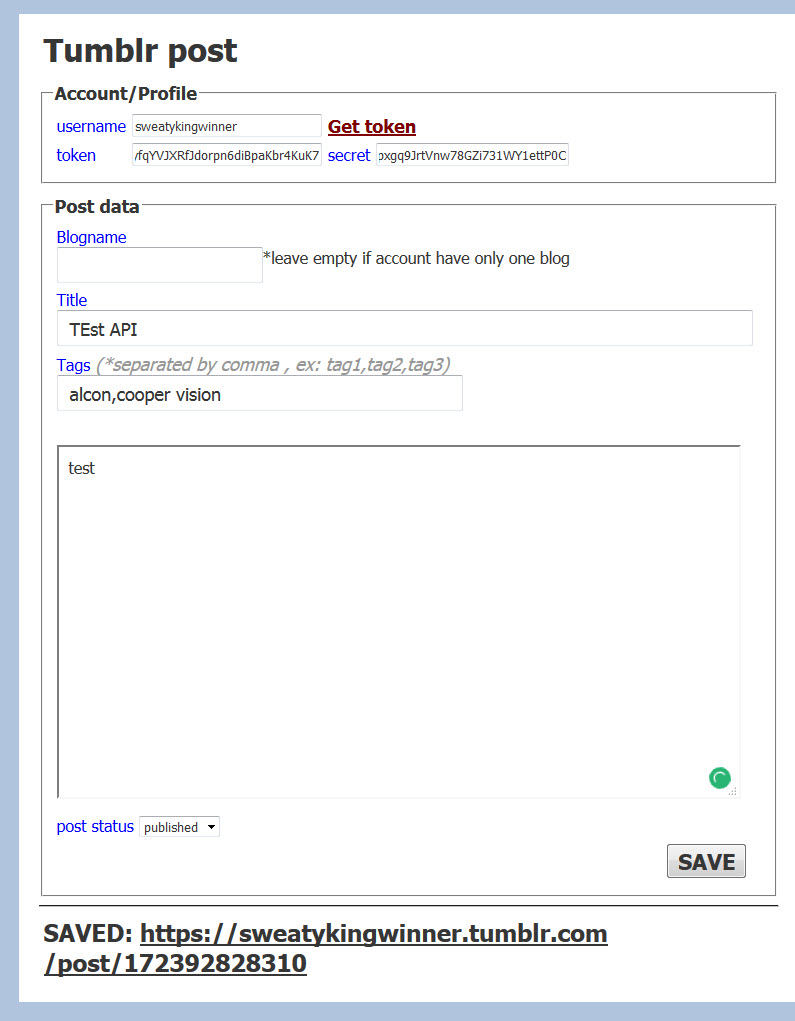 Tumblr post
Account/Profile
username sweatykingwinner Get token
token /fqYVJXRfJdorpn6diBpaKbr4KuK7 secret pxgq9JrtVnw78GZi731WY1ettP0C
Post data
Blogname
*leave empty if account have only one blog
Title
TEst API
Tags (*separated by comma , ex: tag1,tag2,tag3)
alcon,cooper vision
test
post status published
SAVE
SAVED: https://sweatykingwinner.tumblr.com
/post/172392828310